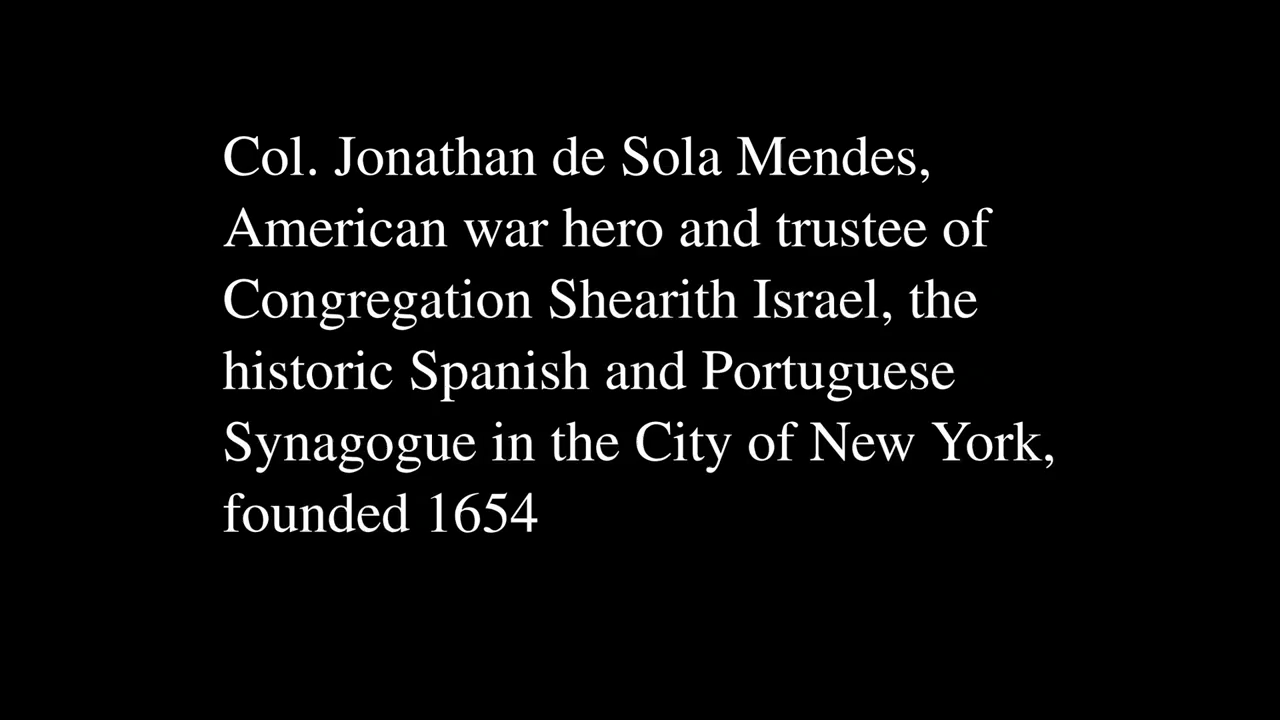 Col. Jonathan de Sola Mendes,
American war hero and trustee of
Congregation Shearith Israel, the
historic Spanish and Portuguese
Synagogue in the City of New York,
founded 1654